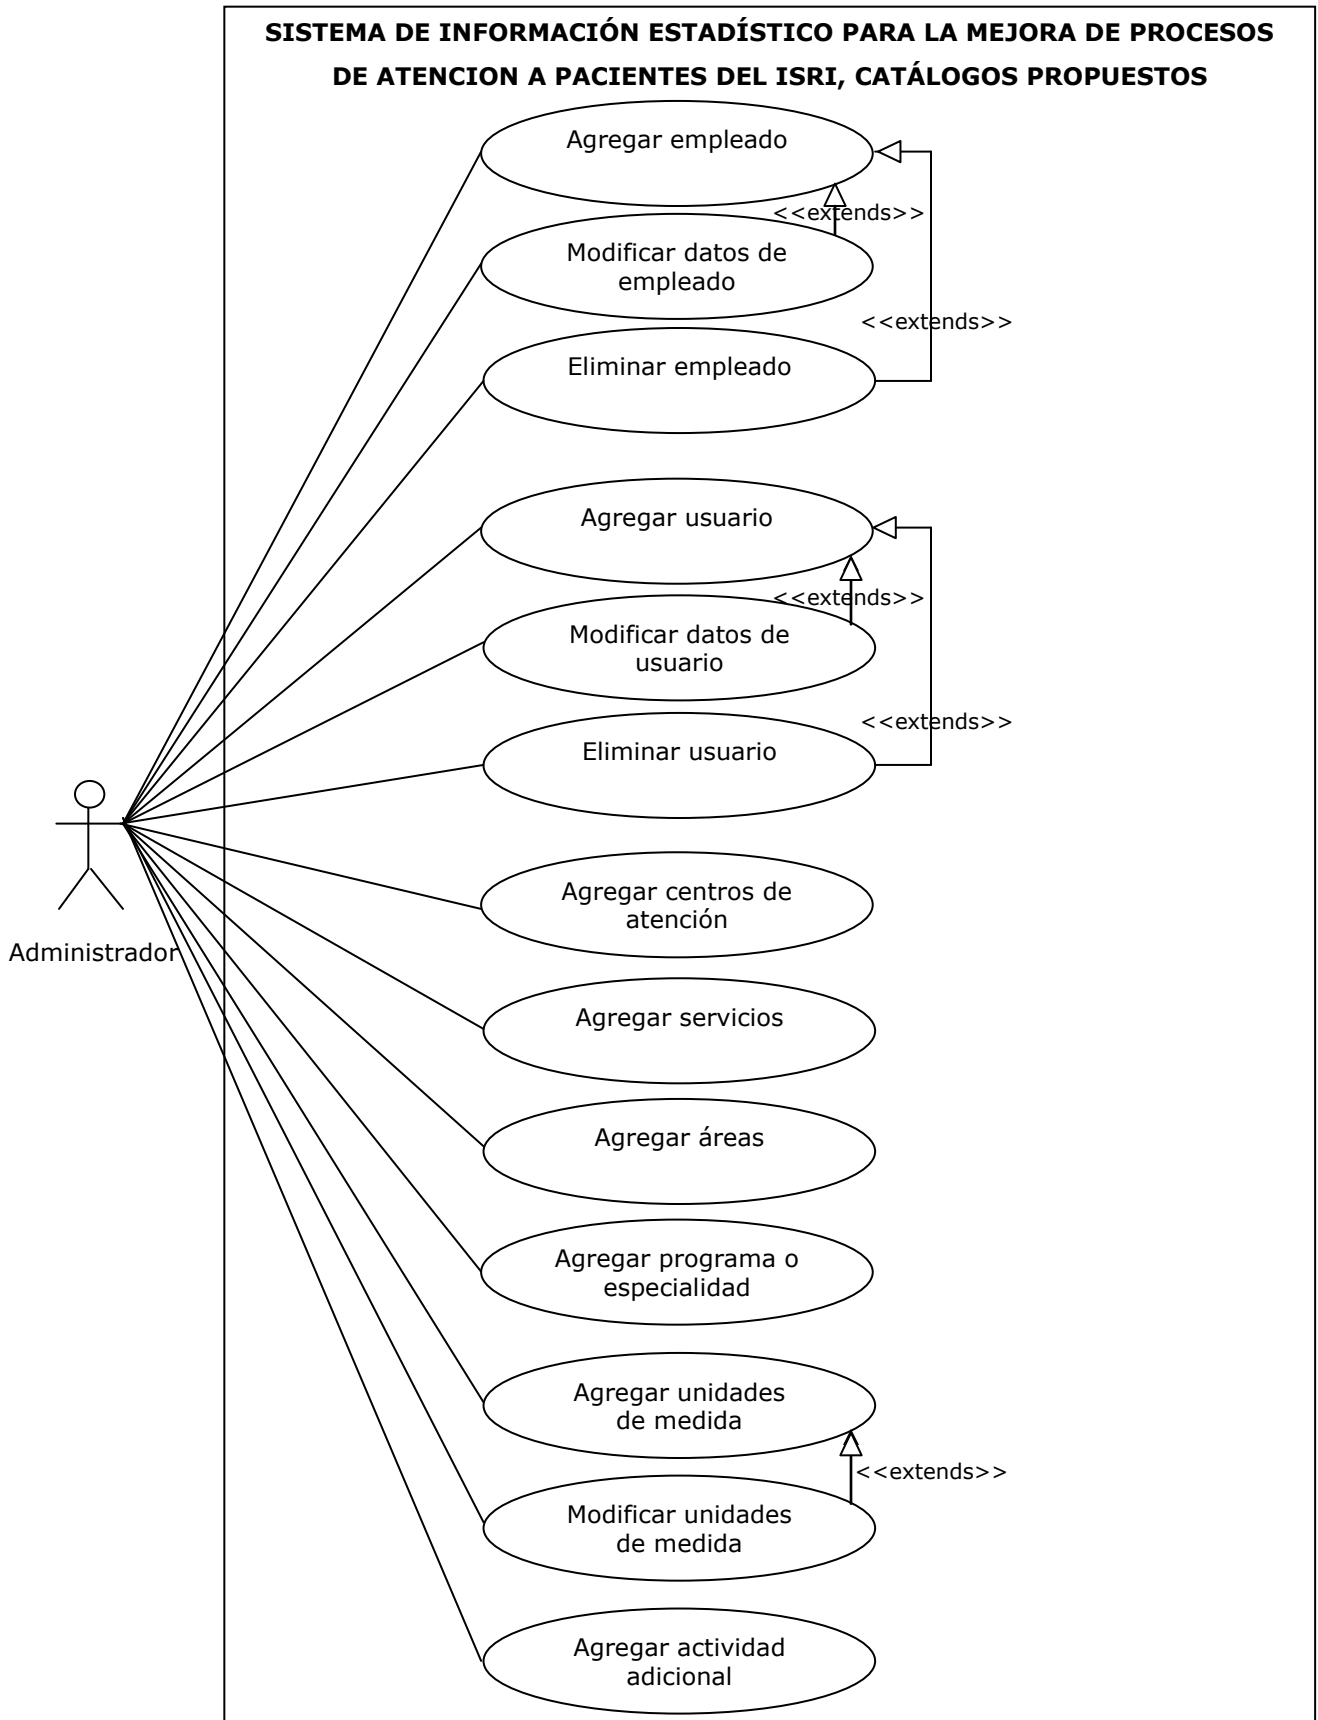 SISTEMA DE INFORMACIÓN ESTADÍSTICO PARA LA MEJORA DE PROCESOS
DE ATENCION A PACIENTES DEL ISRI, CATÁLOGOS PROPUESTOS
Agregar empleado
<<extends>>
Modificar datos de
empleado
<<extends>>
Eliminar empleado
Agregar usuario
<<extends>>
Modificar datos de
usuario
<<extends>>
Eliminar usuario
Agregar centros de
atención
Administrador
Agregar servicios
Agregar áreas
Agregar programa o
especialidad
Agregar unidades
de medida
<<extends>>
Modificar unidades
de medida
Agregar actividad
adicional